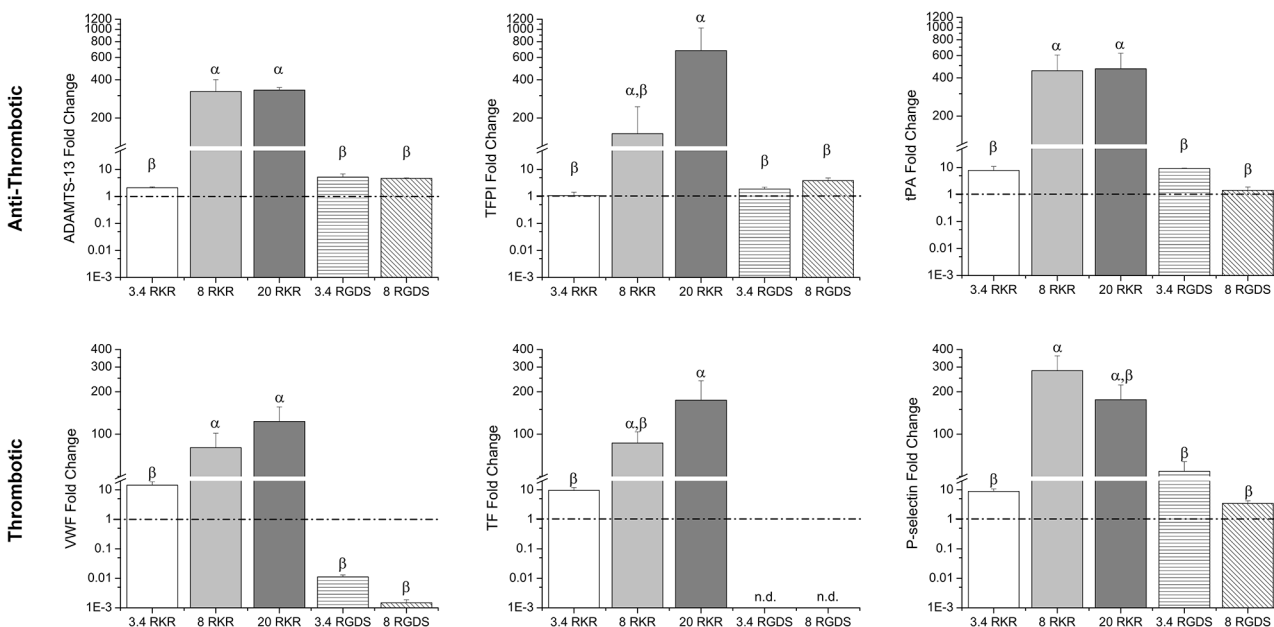 Anti-Thrombotic
ADAMTS-13 Fold Change
1200
1000
800
600
400
200
10
1
0.1
0.01
1E-3
β
α
α
β
β
3.4 RKR
8 RKR
20 RKR
3.4 RGDS
8 RGDS
TFPI Fold Change
1200
1000
800
600
400
200
10
1
0.1
0.01
1E-3
β
α,β
α
β
β
3.4 RKR
8 RKR
20 RKR
3.4 RGDS
8 RGDS
tPA Fold Change
1200
1000
800
600
400
200
10
1
0.1
0.01
1E-3
β
α
α
β
β
3.4 RKR
8 RKR
20 RKR
3.4 RGDS
8 RGDS
Thrombotic
VWF Fold Change
400
300
200
100
10
1
0.1
0.01
1E-3
β
α
α
β
β
3.4 RKR
8 RKR
20 RKR
3.4 RGDS
8 RGDS
TF Fold Change
400
300
200
100
10
1
0.1
0.01
1E-3
β
α,β
α
n.d.
n.d.
3.4 RKR
8 RKR
20 RKR
3.4 RGDS
8 RGDS
P-selectin Fold Change
400
300
200
100
10
1
0.1
0.01
1E-3
β
α
α,β
β
β
3.4 RKR
8 RKR
20 RKR
3.4 RGDS
8 RGDS